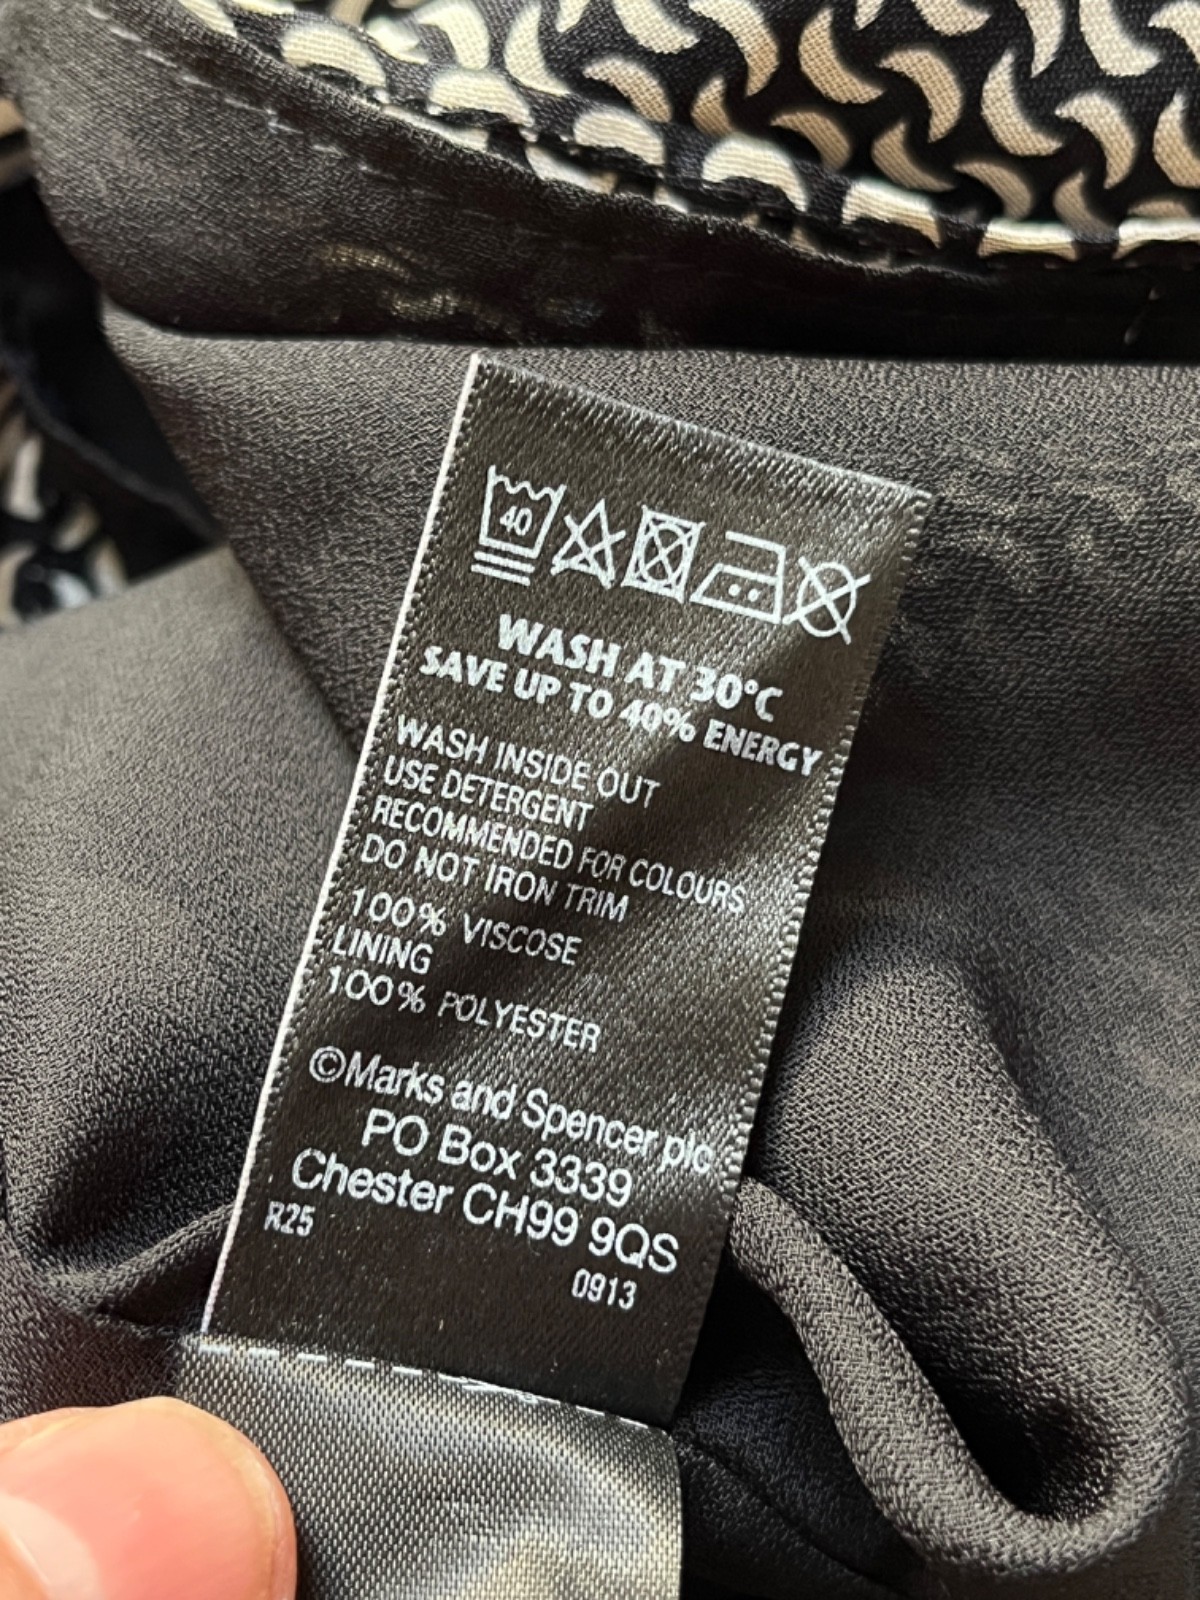 40
WASH AT 30°C
SAVE UP TO 40% ENERGY
WASH INSIDE OUT
USE DETERGENT
RECOMMENDED FOR COLOURS
DO NOT IRON TRIM
100% VISCOSE
LINING
100% POLYESTER
©Marks and Spencer plc
PO Box 3339
Chester CH99 9QS
R25
0913